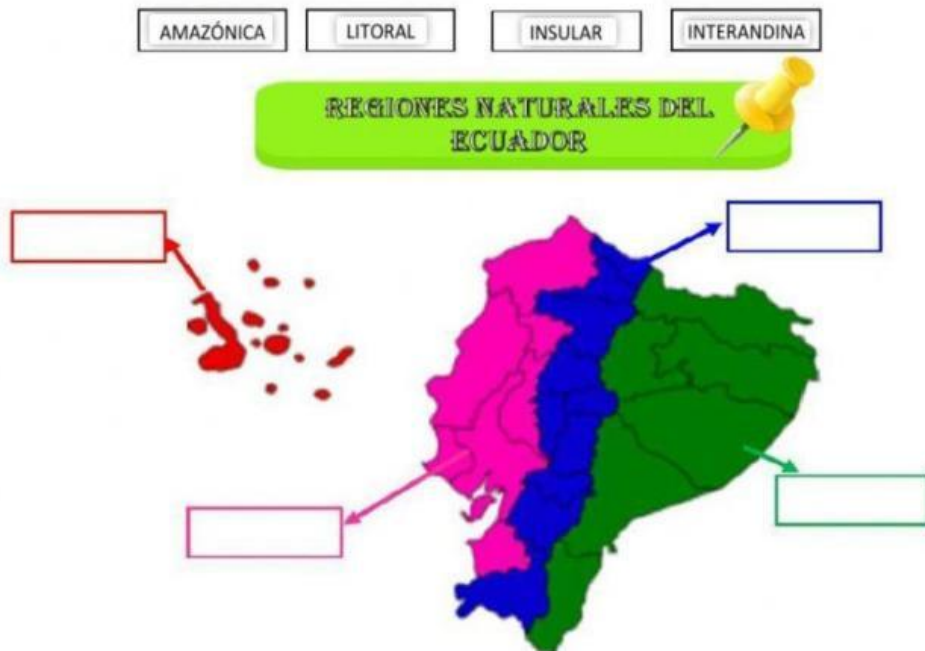 AMAZÓNICA
LITORAL
INSULAR
INTERANDINA
REGIONES NATURALES DEL
ECUADOR